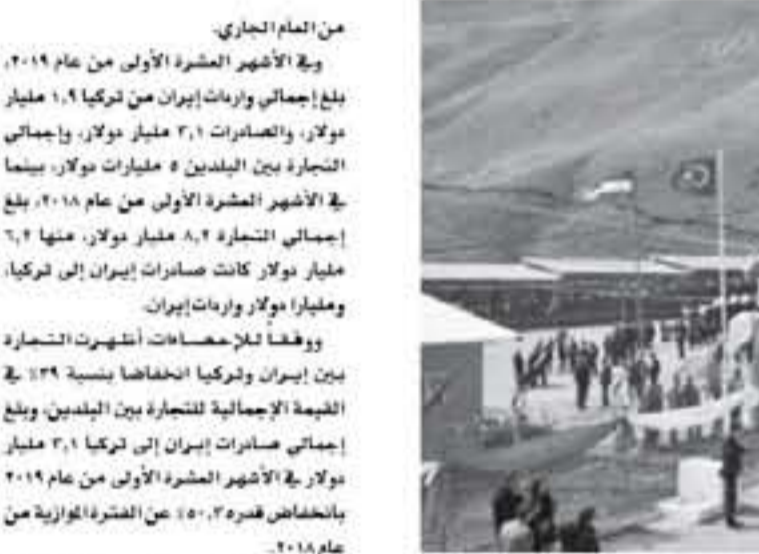 من العام الجاري.
وفي الأشهر العشرة الأولى من عام ٢٠١٩،
بلغ إجمالي واردات إيران من تركيا ١,٩ مليار
دولار، والصادرات ٣,١ مليار دولار، وإجمالي
التجارة بين البلدين ٥ مليارات دولار، بينما
في الأشهر العشرة الأولى من عام ٢٠١٨، بلغ
إجمالي التجارة ٨,٢ مليار دولار، منها ٦,٢
مليار دولار كانت صادرات إيران إلى تركيا،
ومليارا دولار واردات إيران.
ووفقاً للإحصاءات، أظهرت التجارة
بين إيران وتركيا انخفاضا بنسبة ٣٩٪ في
القيمة الإجمالية للتجارة بين البلدين، وبلغ
إجمالي صادرات إيران إلى تركيا ٣,١ مليار
دولار في الأشهر العشرة الأولى من عام ٢٠١٩
بانخفاض قدره ٥٠,٣٥٪ عن الفترة الموازية من
عام ٢٠١٨.